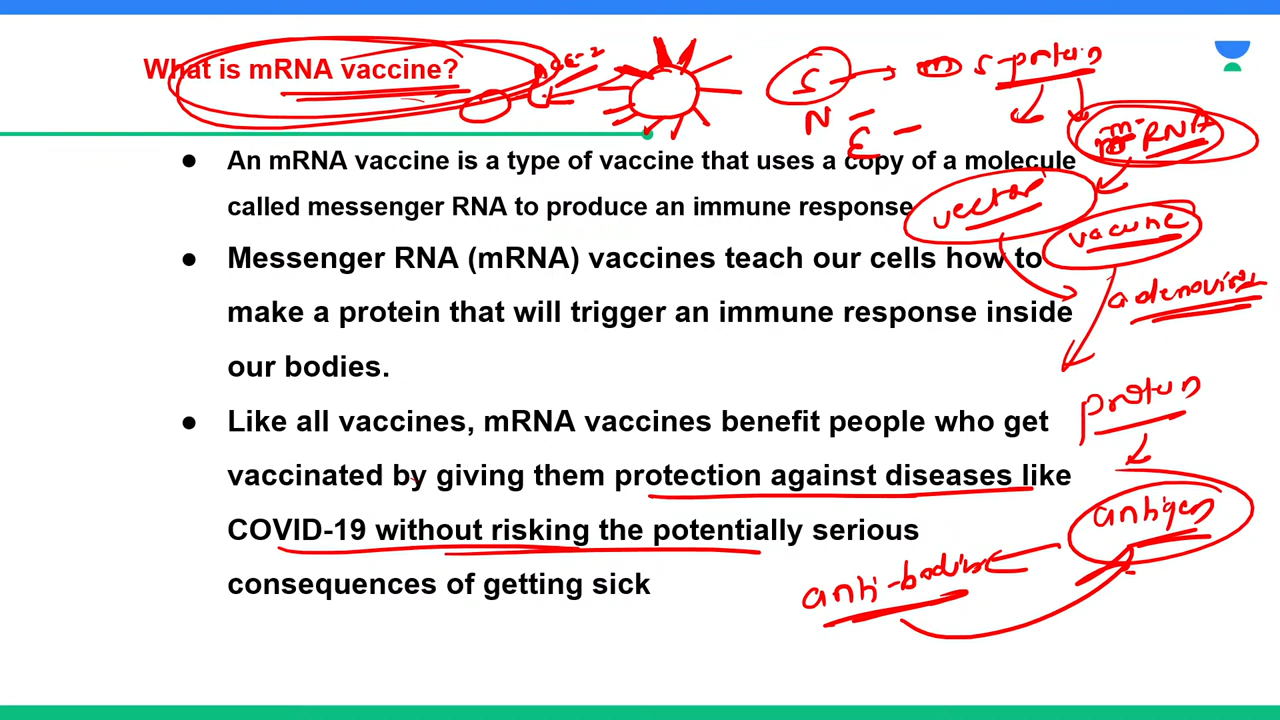 What is mRNA vaccine?
ace-2
S
m s-protein
N
E
m-RNA
An mRNA vaccine is a type of vaccine that uses a copy of a molecule
called messenger RNA to produce an immune response
vector
vaccine
Messenger RNA (mRNA) vaccines teach our cells how to
adenovirus
make a protein that will trigger an immune response inside
our bodies.
protein
Like all vaccines, mRNA vaccines benefit people who get
vaccinated by giving them protection against diseases like
antigen
COVID-19 without risking the potentially serious
consequences of getting sick
anti-bodies